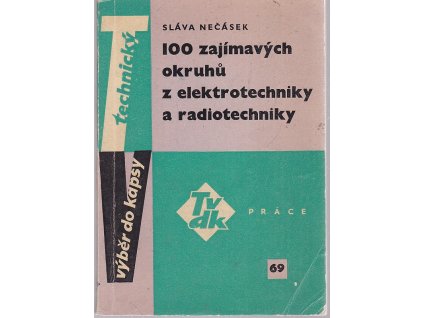 SLÁVA NEČÁSEK
100 zajímavých
okruhů
z elektrotechniky
a radiotechniky
Technický
výběr do kapsy
Tv
dk
PRÁCE
69